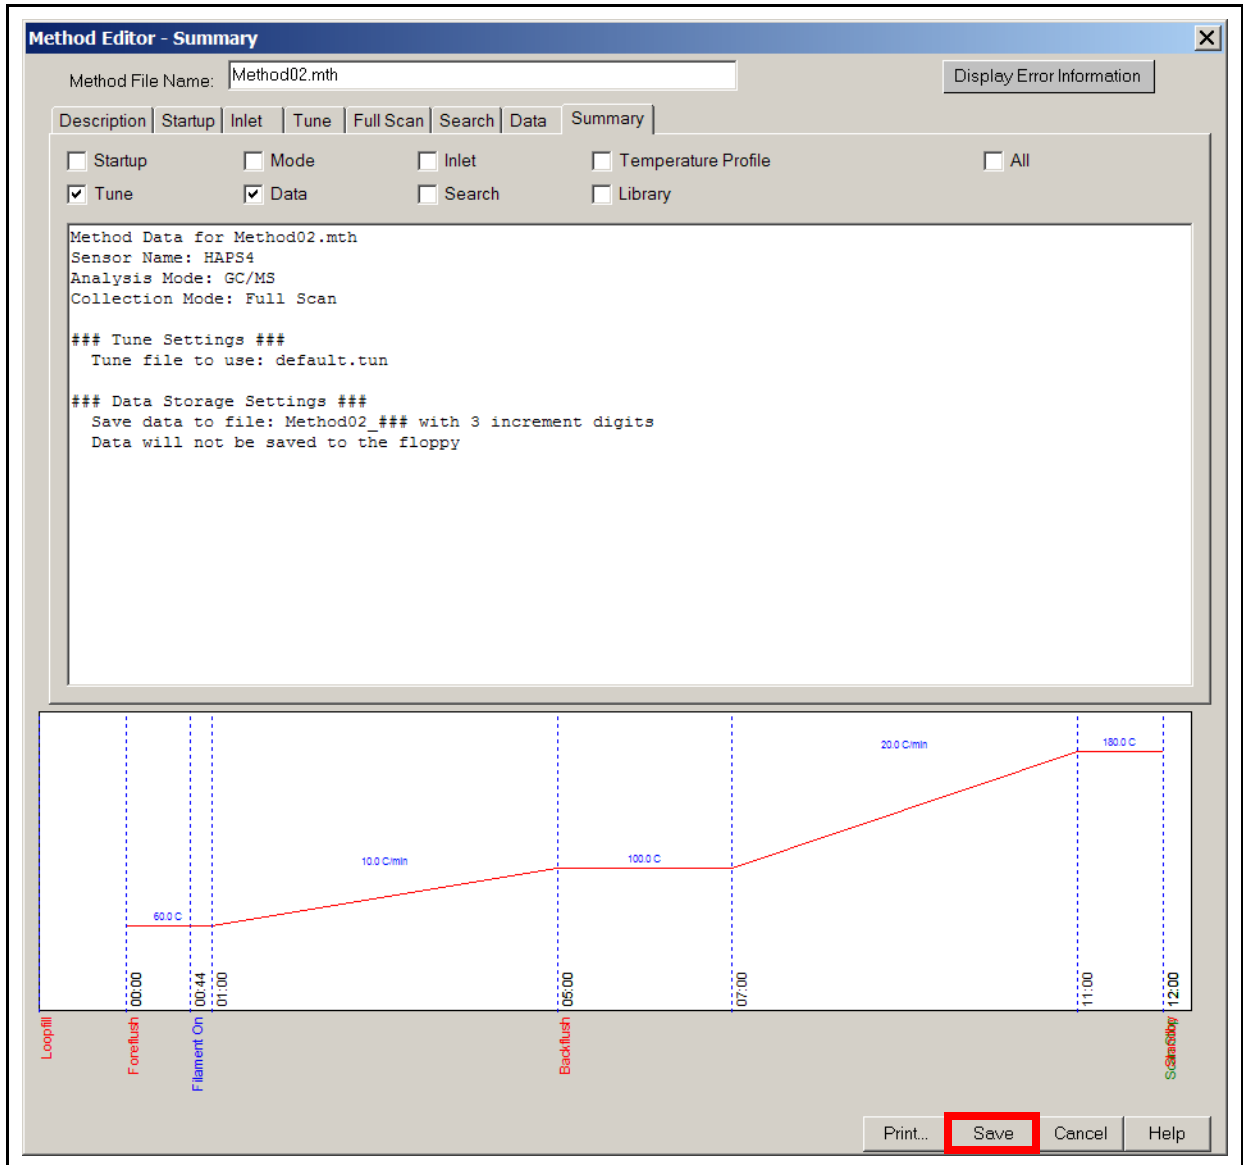 Method Editor - Summary
Method File Name: Method02.mth
Display Error Information
Description Startup Inlet Tune Full Scan Search Data Summary
Startup Mode Inlet Temperature Profile All
Tune Data Search Library
Method Data for Method02.mth
Sensor Name: HAPS4
Analysis Mode: GC/MS
Collection Mode: Full Scan
### Tune Settings ###
Tune file to use: default.tun
### Data Storage Settings ###
Save data to file: Method02_### with 3 increment digits
Data will not be saved to the floppy
20.0 C/min
180.0 C
10.0 C/min
100.0 C
60.0 C
00:00
00:44
01:00
05:00
07:00
11:00
12:00
Loopfill
Foreflush
Filament On
Backflush
Print... Save Cancel Help